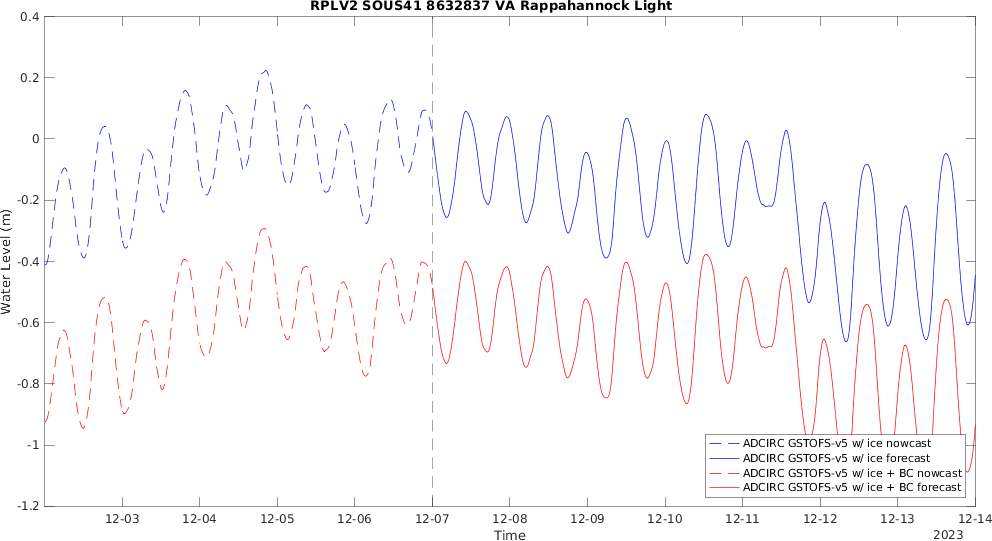 RPLV2 SOUS41 8632837 VA Rappahannock Light
0.4
0.2
0
-0.2
-0.4
-0.6
-0.8
-1
-1.2
Water Level (m)
ADCIRC GSTOFS-v5 w/ ice nowcast
ADCIRC GSTOFS-v5 w/ ice forecast
ADCIRC GSTOFS-v5 w/ ice + BC nowcast
ADCIRC GSTOFS-v5 w/ ice + BC forecast
12-03 12-04 12-05 12-06 12-07 12-08 12-09 12-10 12-11 12-12 12-13 12-14
Time
2023